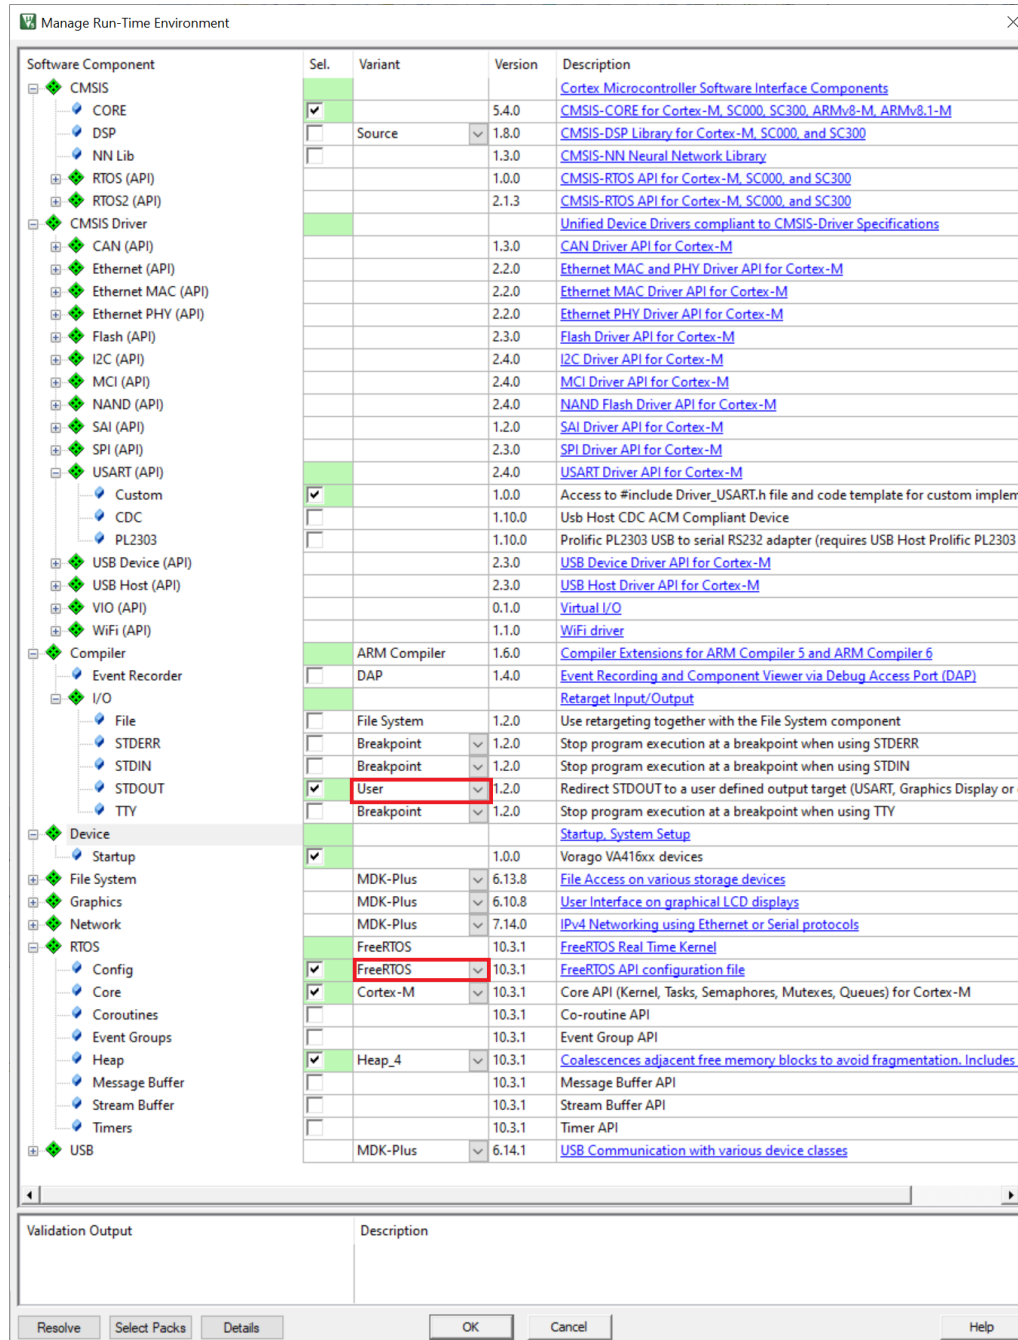 Manage Run-Time Environment
Software Component Sel. Variant Version Description
CMSIS Cortex Microcontroller Software Interface Components
CORE 5.4.0 CMSIS-CORE for Cortex-M, SC000, SC300, ARMv8-M, ARMv8.1-M
DSP Source 1.8.0 CMSIS-DSP Library for Cortex-M, SC000, and SC300
NN Lib 1.3.0 CMSIS-NN Neural Network Library
RTOS (API) 1.0.0 CMSIS-RTOS API for Cortex-M, SC000, and SC300
RTOS2 (API) 2.1.3 CMSIS-RTOS API for Cortex-M, SC000, and SC300
CMSIS Driver Unified Device Drivers compliant to CMSIS-Driver Specifications
CAN (API) 1.3.0 CAN Driver API for Cortex-M
Ethernet (API) 2.2.0 Ethernet MAC and PHY Driver API for Cortex-M
Ethernet MAC (API) 2.2.0 Ethernet MAC Driver API for Cortex-M
Ethernet PHY (API) 2.2.0 Ethernet PHY Driver API for Cortex-M
Flash (API) 2.3.0 Flash Driver API for Cortex-M
I2C (API) 2.4.0 I2C Driver API for Cortex-M
MCI (API) 2.4.0 MCI Driver API for Cortex-M
NAND (API) 2.4.0 NAND Flash Driver API for Cortex-M
SAI (API) 1.2.0 SAI Driver API for Cortex-M
SPI (API) 2.3.0 SPI Driver API for Cortex-M
USART (API) 2.4.0 USART Driver API for Cortex-M
Custom 1.0.0 Access to #include Driver_USART.h file and code template for custom implem
CDC 1.10.0 Usb Host CDC ACM Compliant Device
PL2303 1.10.0 Prolific PL2303 USB to serial RS232 adapter (requires USB Host Prolific PL2303
USB Device (API) 2.3.0 USB Device Driver API for Cortex-M
USB Host (API) 2.3.0 USB Host Driver API for Cortex-M
VIO (API) 0.1.0 Virtual I/O
WiFi (API) 1.1.0 WiFi driver
Compiler ARM Compiler 1.6.0 Compiler Extensions for ARM Compiler 5 and ARM Compiler 6
Event Recorder DAP 1.4.0 Event Recording and Component Viewer via Debug Access Port (DAP)
I/O Retarget Input/Output
File File System 1.2.0 Use retargeting together with the File System component
STDERR Breakpoint 1.2.0 Stop program execution at a breakpoint when using STDERR
STDIN Breakpoint 1.2.0 Stop program execution at a breakpoint when using STDIN
STDOUT User 1.2.0 Redirect STDOUT to a user defined output target (USART, Graphics Display or
TTY Breakpoint 1.2.0 Stop program execution at a breakpoint when using TTY
Device Startup, System Setup
Startup 1.0.0 Vorago VA416xx devices
File System MDK-Plus 6.13.8 File Access on various storage devices
Graphics MDK-Plus 6.10.8 User Interface on graphical LCD displays
Network MDK-Plus 7.14.0 IPv4 Networking using Ethernet or Serial protocols
RTOS FreeRTOS 10.3.1 FreeRTOS Real Time Kernel
Config FreeRTOS 10.3.1 FreeRTOS API configuration file
Core Cortex-M 10.3.1 Core API (Kernel, Tasks, Semaphores, Mutexes, Queues) for Cortex-M
Coroutines 10.3.1 Co-routine API
Event Groups 10.3.1 Event Group API
Heap Heap_4 10.3.1 Coalescences adjacent free memory blocks to avoid fragmentation. Includes
Message Buffer 10.3.1 Message Buffer API
Stream Buffer 10.3.1 Stream Buffer API
Timers 10.3.1 Timer API
USB MDK-Plus 6.14.1 USB Communication with various device classes
Validation Output Description
Resolve Select Packs Details OK Cancel Help